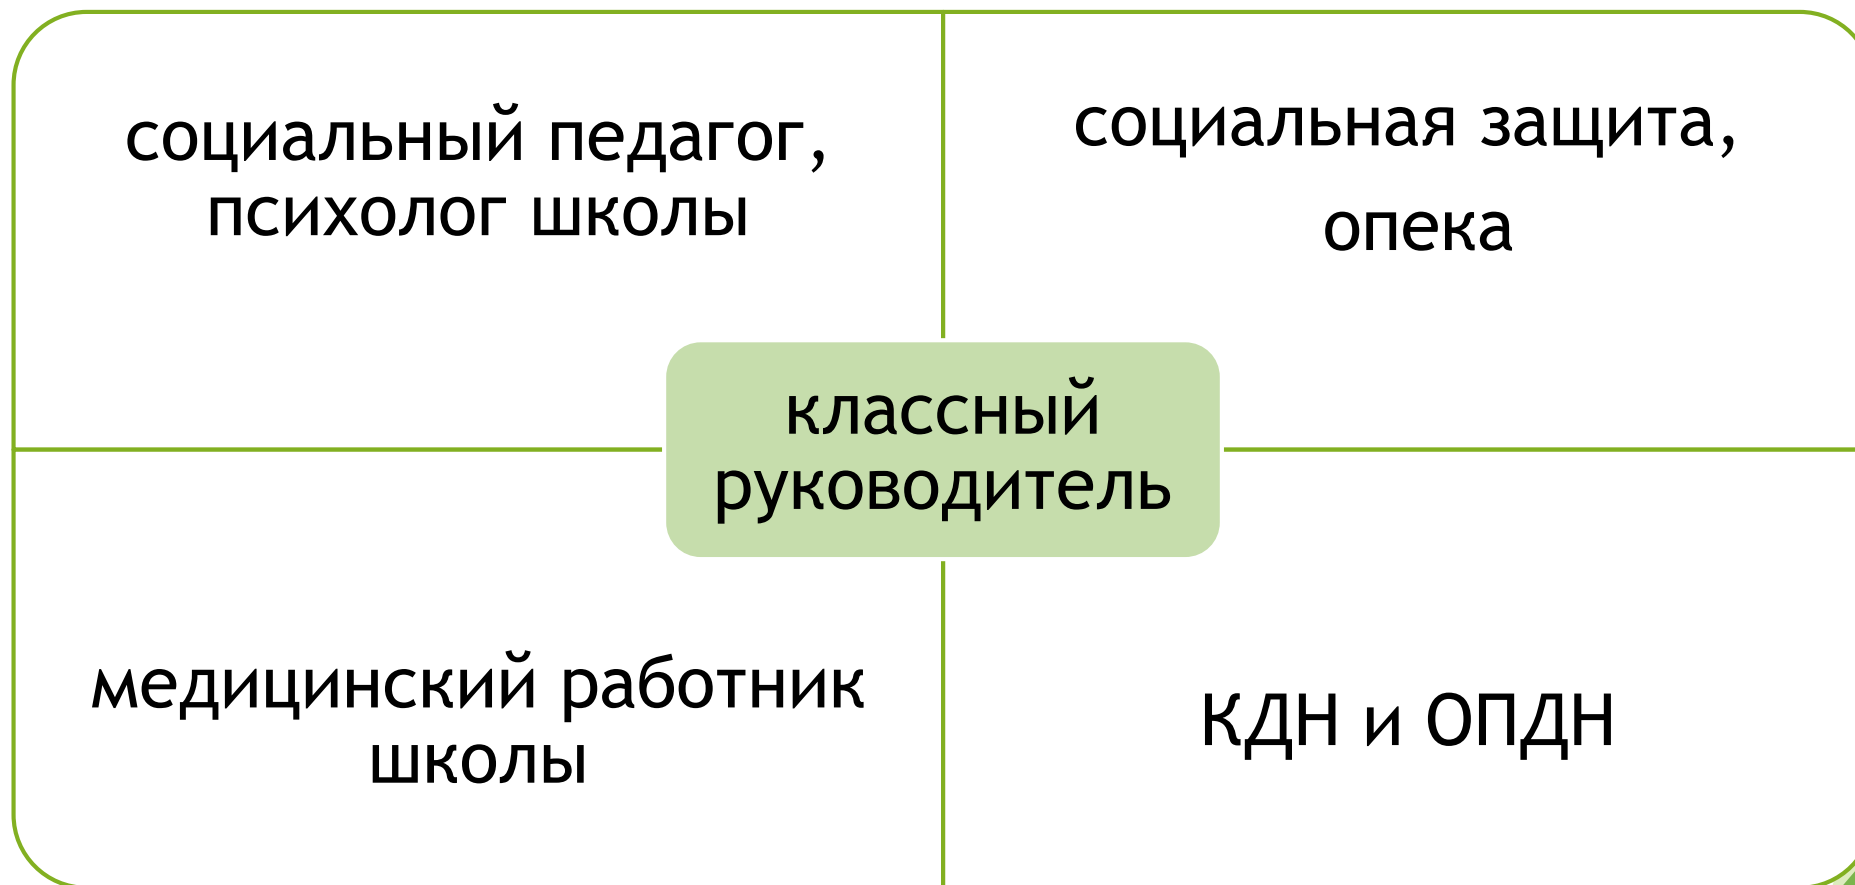 социальный педагог,
психолог школы
социальная защита,
опека
классный
руководитель
медицинский работник
школы
КДН и ОПДН